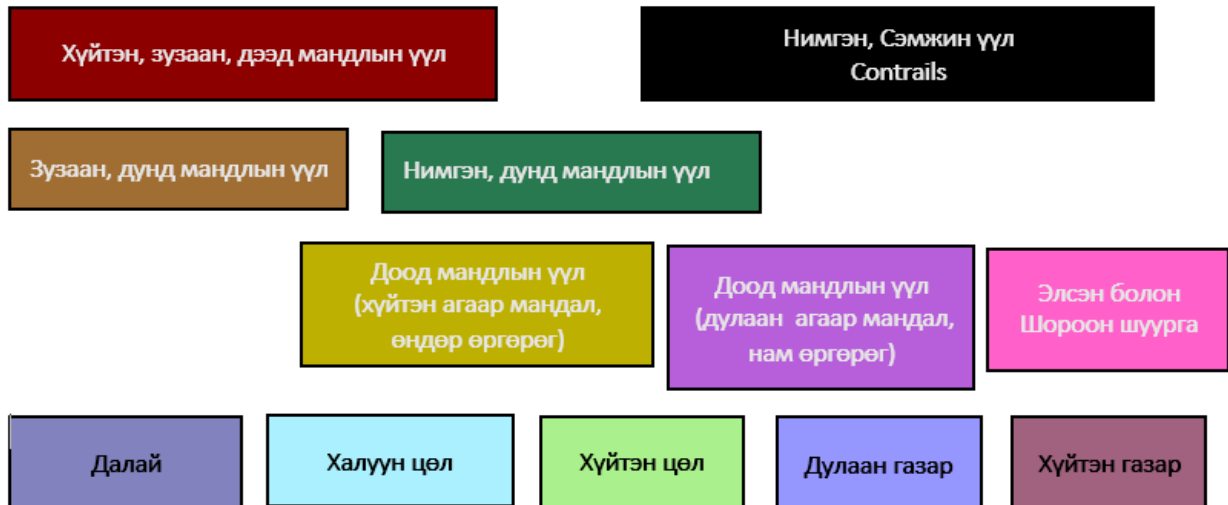 Хүйтэн, зузаан, дээд мандлын үүл
Нимгэн, Сэмжин үүл
Contrails
Зузаан, дунд мандлын үүл
Нимгэн, дунд мандлын үүл
Доод мандлын үүл
(хүйтэн агаар мандал,
өндөр өргөрөг)
Доод мандлын үүл
(дулаан агаар мандал,
нам өргөрөг)
Элсэн болон
Шороон шуурга
Далай
Халуун цөл
Хүйтэн цөл
Дулаан газар
Хүйтэн газар